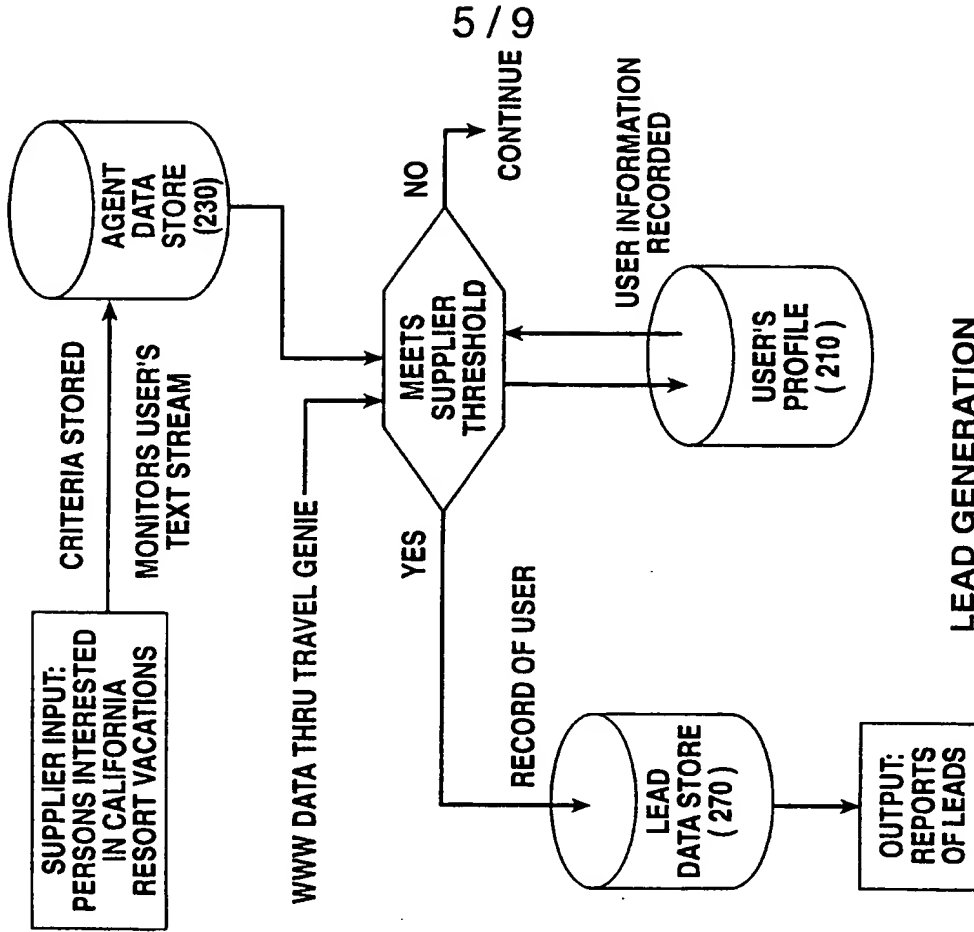 5 / 9
SUPPLIER INPUT:
PERSONS INTERESTED
IN CALIFORNIA
RESORT VACATIONS
CRITERIA STORED
MONITORS USER'S
TEXT STREAM
AGENT
DATA
STORE
(230)
WWW DATA THRU TRAVEL GENIE
MEETS
SUPPLIER
THRESHOLD
YES
NO
CONTINUE
RECORD OF USER
USER INFORMATION
RECORDED
LEAD
DATA STORE
( 270 )
USER'S
PROFILE
( 210 )
OUTPUT:
REPORTS
OF LEADS
LEAD GENERATION